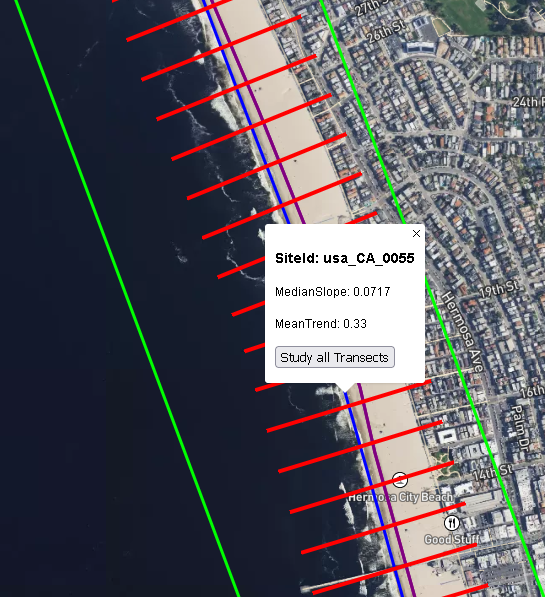 27th St
26th St
24th P
×
SiteId: usa_CA_0055
MedianSlope: 0.0717
MeanTrend: 0.33
Study all Transects
19th St
Hermosa Ave
16th
Palm Dr
14th St
Hermosa City Beach
Good Stuff